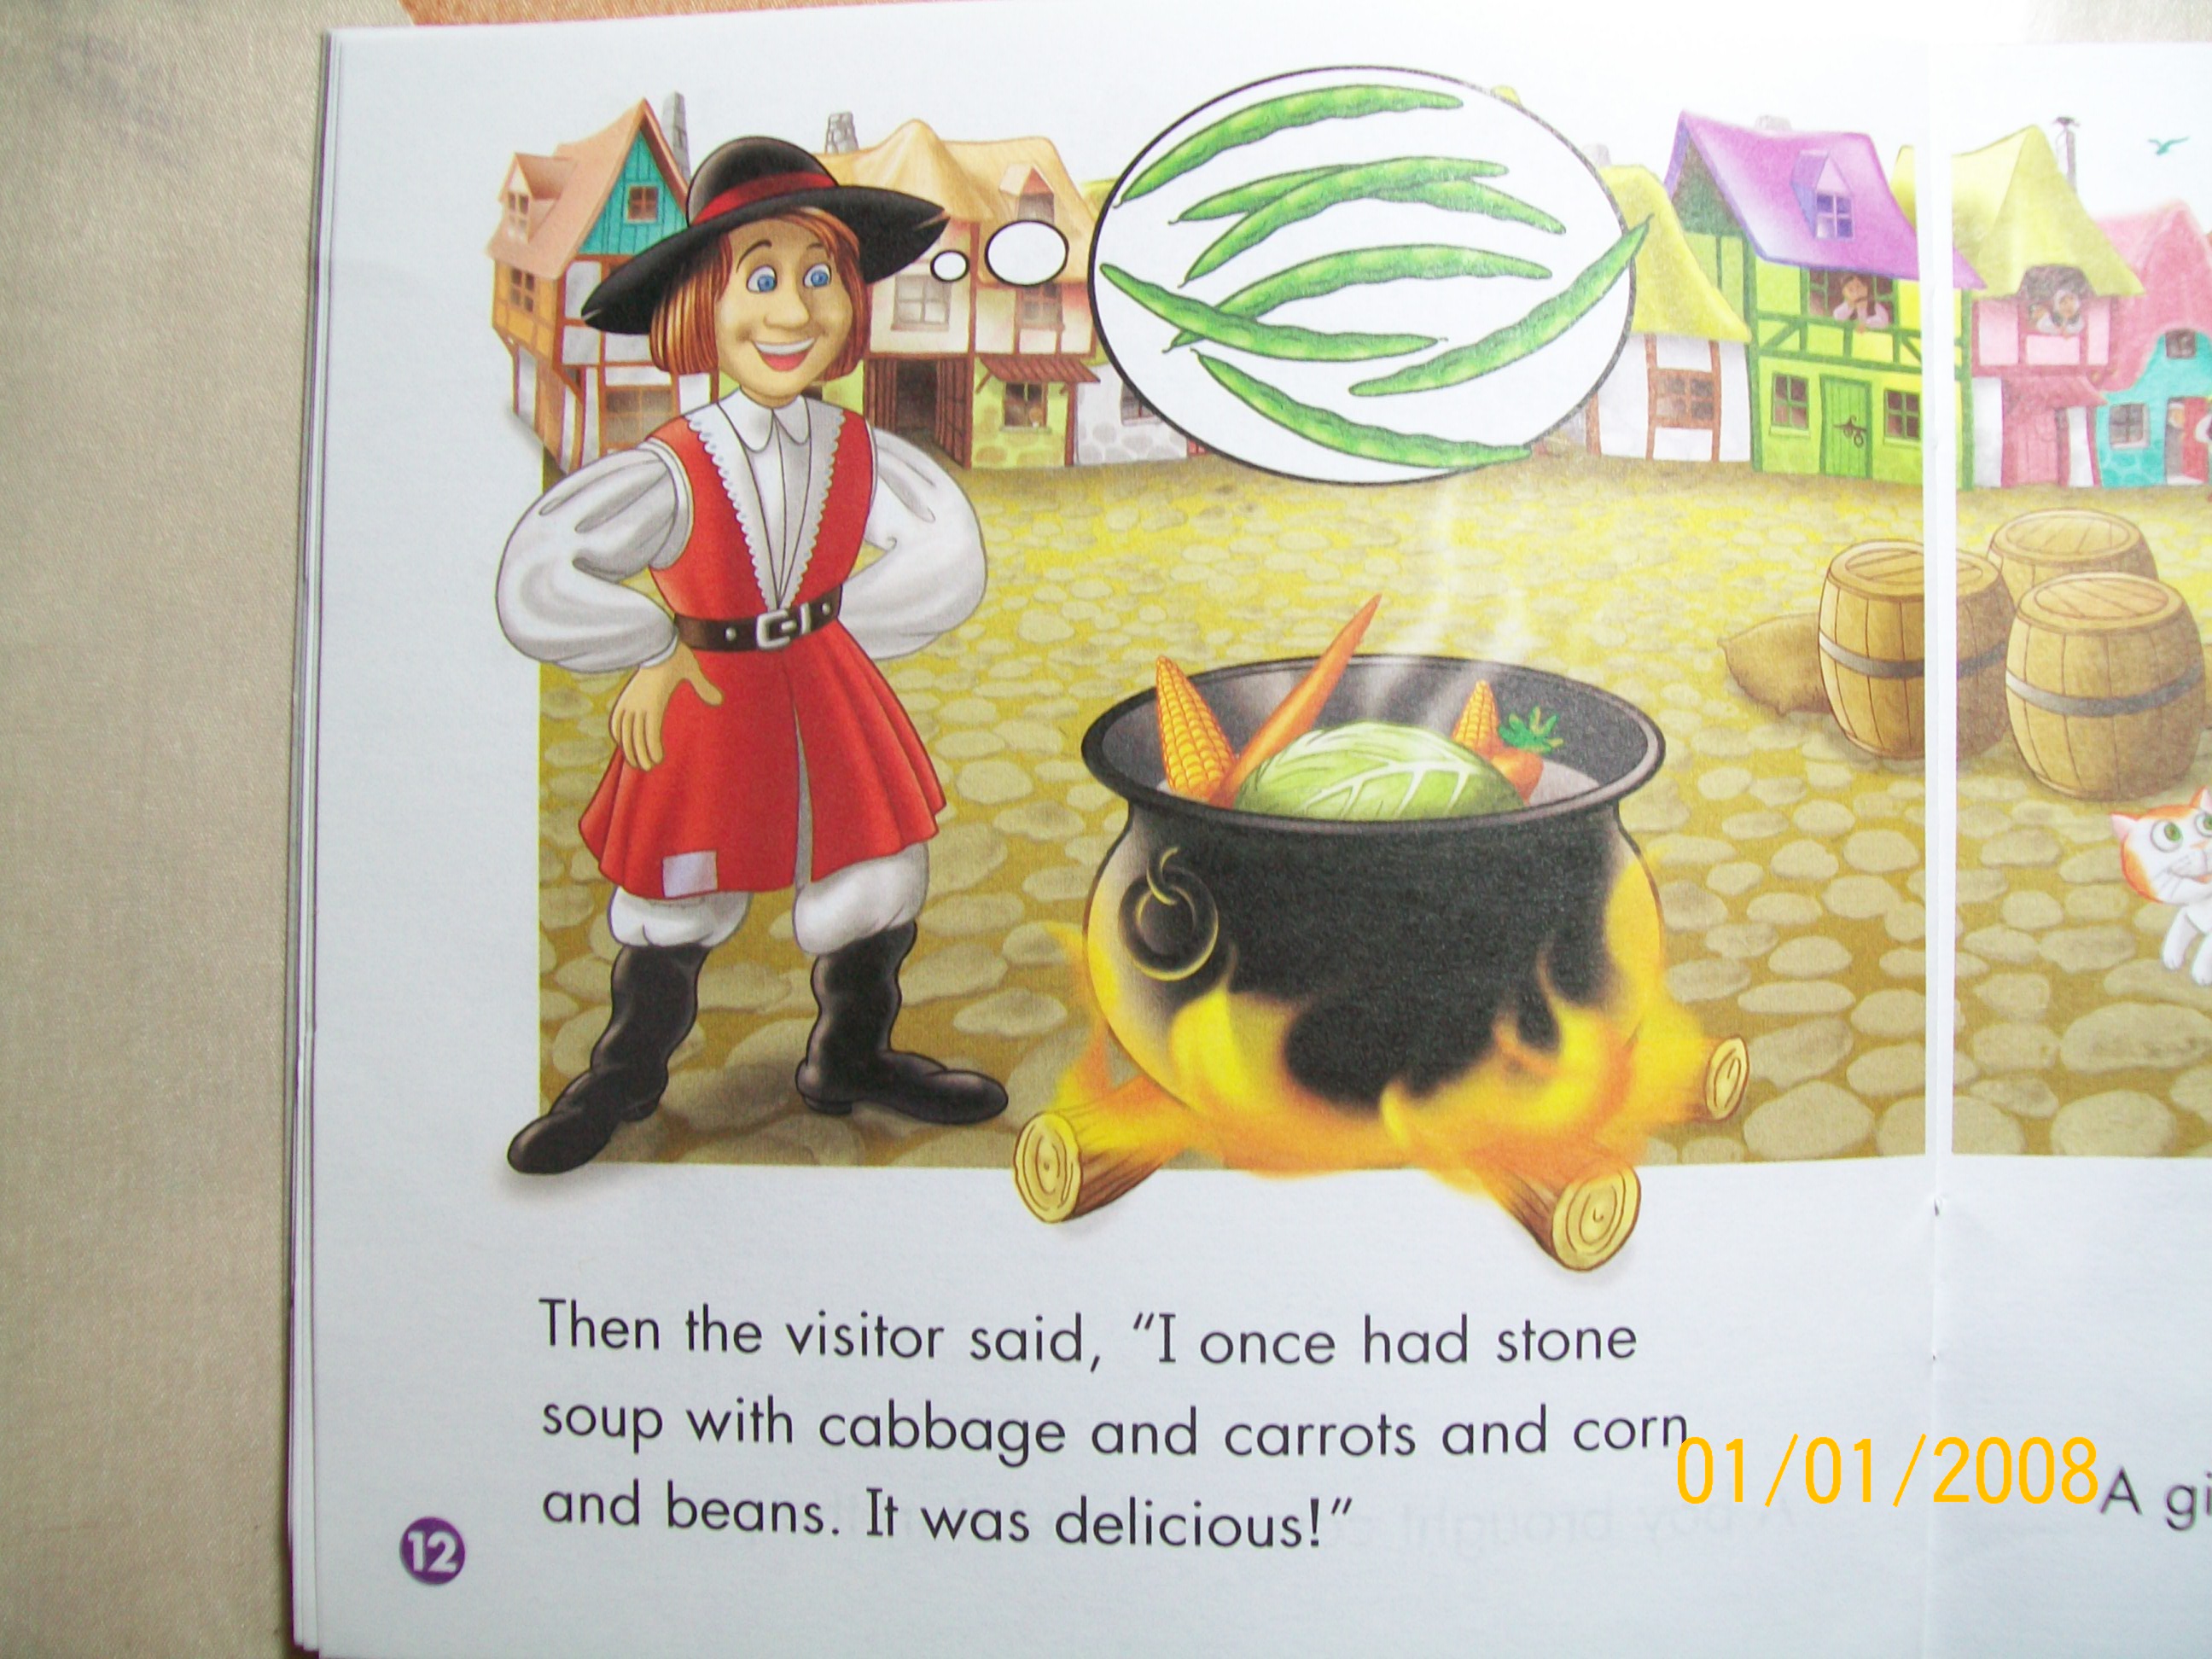 Then the visitor said, “I once had stone
soup with cabbage and carrots and corn
and beans. It was delicious!”
12
01/01/2008
A